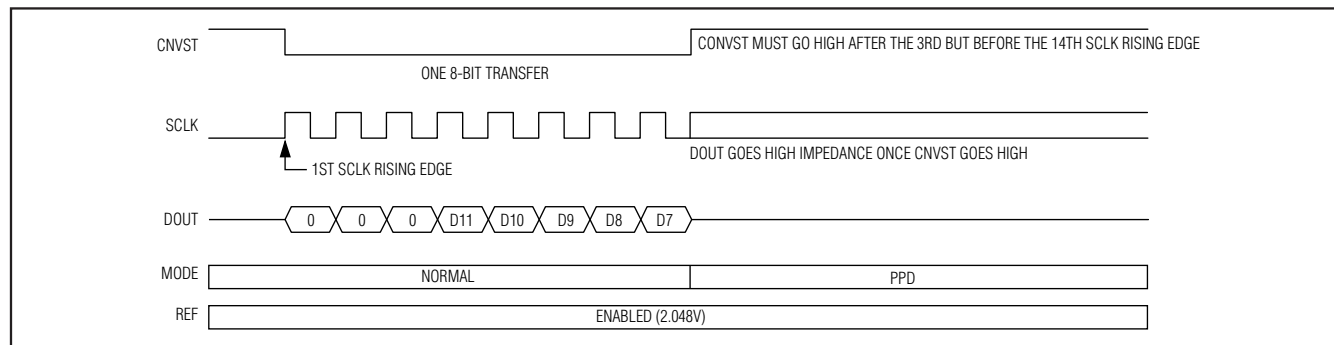 CNVST
CONVST MUST GO HIGH AFTER THE 3RD BUT BEFORE THE 14TH SCLK RISING EDGE
ONE 8-BIT TRANSFER
SCLK
DOUT GOES HIGH IMPEDANCE ONCE CNVST GOES HIGH
1ST SCLK RISING EDGE
DOUT 0 0 0 D11 D10 D9 D8 D7
MODE NORMAL PPD
REF ENABLED (2.048V)